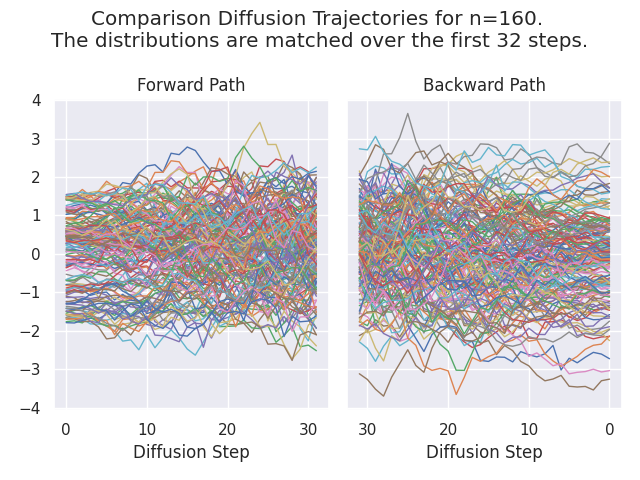 Comparison Diffusion Trajectories for n=160.
The distributions are matched over the first 32 steps.
Forward Path
Backward Path
4
3
2
1
0
−1
−2
−3
−4
0 10 20 30
30 20 10 0
Diffusion Step
Diffusion Step